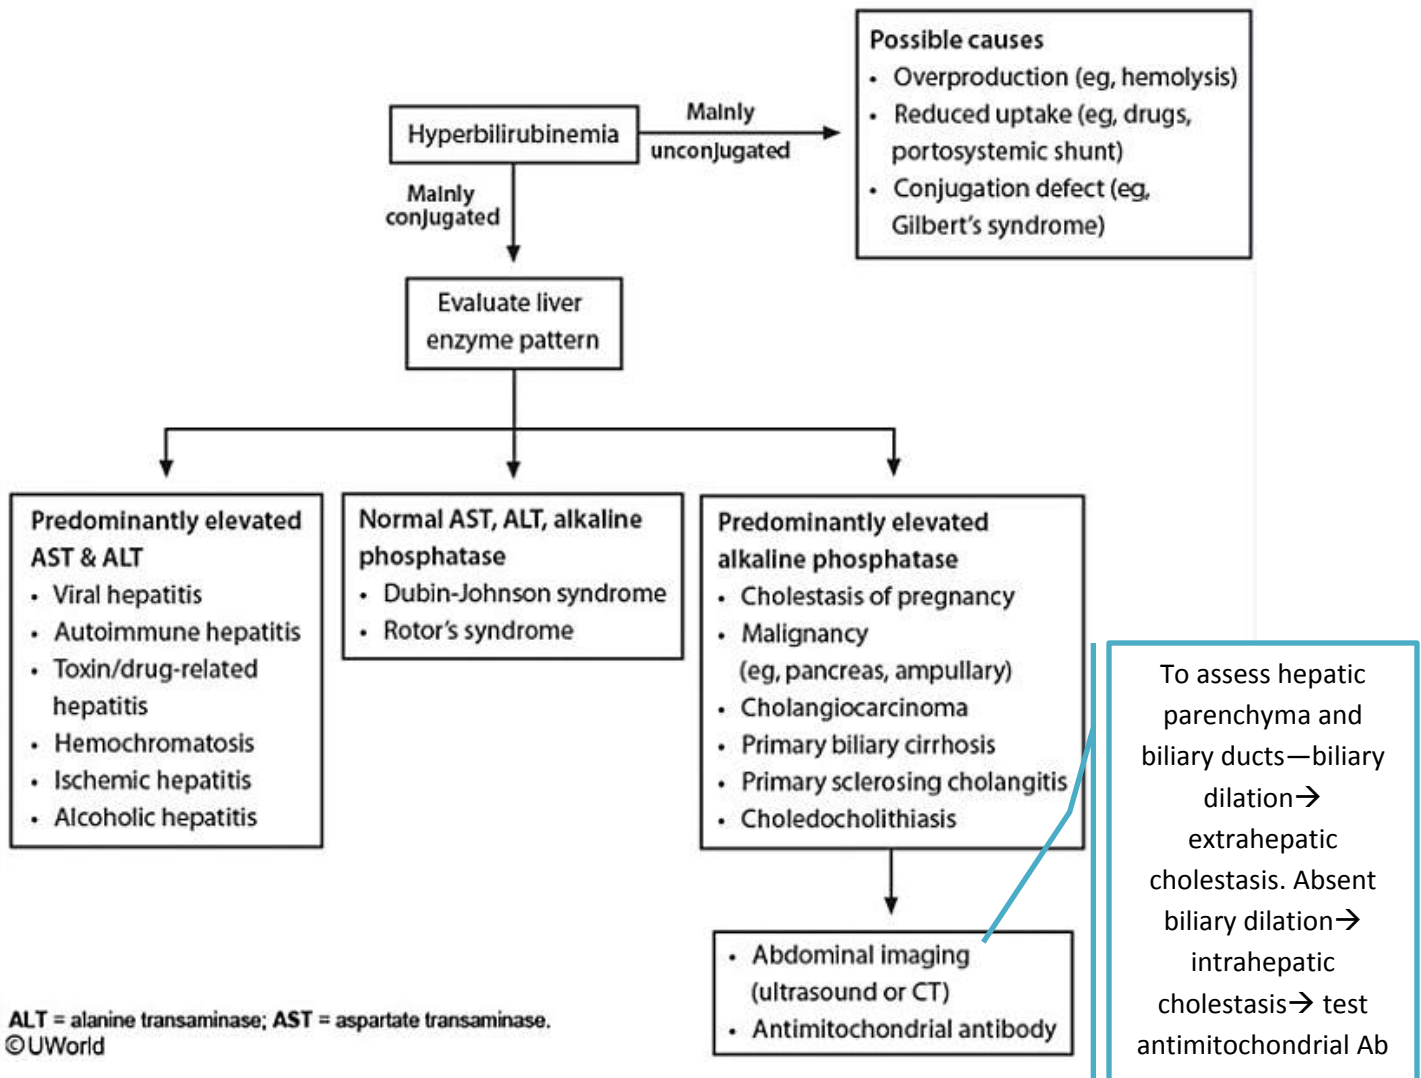 Possible causes
• Overproduction (eg, hemolysis)
• Reduced uptake (eg, drugs,
portosystemic shunt)
• Conjugation defect (eg,
Gilbert's syndrome)
Hyperbilirubinemia
Mainly
unconjugated
Mainly
conjugated
Evaluate liver
enzyme pattern
Predominantly elevated
AST & ALT
• Viral hepatitis
• Autoimmune hepatitis
• Toxin/drug-related
hepatitis
• Hemochromatosis
• Ischemic hepatitis
• Alcoholic hepatitis
Normal AST, ALT, alkaline
phosphatase
• Dubin-Johnson syndrome
• Rotor's syndrome
Predominantly elevated
alkaline phosphatase
• Cholestasis of pregnancy
• Malignancy
(eg, pancreas, ampullary)
• Cholangiocarcinoma
• Primary biliary cirrhosis
• Primary sclerosing cholangitis
• Choledocholithiasis
To assess hepatic
parenchyma and
biliary ducts—biliary
dilation→
extrahepatic
cholestasis. Absent
biliary dilation→
intrahepatic
cholestasis→ test
antimitochondrial Ab
• Abdominal imaging
(ultrasound or CT)
• Antimitochondrial antibody
ALT = alanine transaminase; AST = aspartate transaminase.
©UWorld